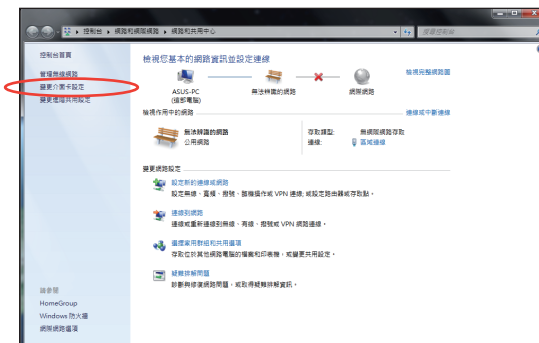 控制台 ▸ 網路和網際網路 ▸ 網路和共用中心
搜尋控制台
控制台首頁
管理無線網路
變更介面卡設定
變更進階共用設定
請參閱
HomeGroup
Windows 防火牆
網際網路選項
檢視您基本的網路資訊並設定連線
檢視完整網路圖
ASUS-PC
(這部電腦)
無法辨識的網路
網際網路
檢視作用中的網路
連線或中斷連線
無法辨識的網路
公用網路
存取類型: 無網際網路存取
連線: 區域連線
變更網路設定
設定新的連線或網路
設定無線、寬頻、撥號、臨機操作或 VPN 連線; 或設定路由器或存取點。
連線到網路
連線或重新連線到無線、有線、撥號或 VPN 網路連線。
選擇家用群組和共用選項
存取位於其他網路電腦的檔案和印表機，或變更共用設定。
疑難排解問題
診斷與修復網路問題，或取得疑難排解資訊。